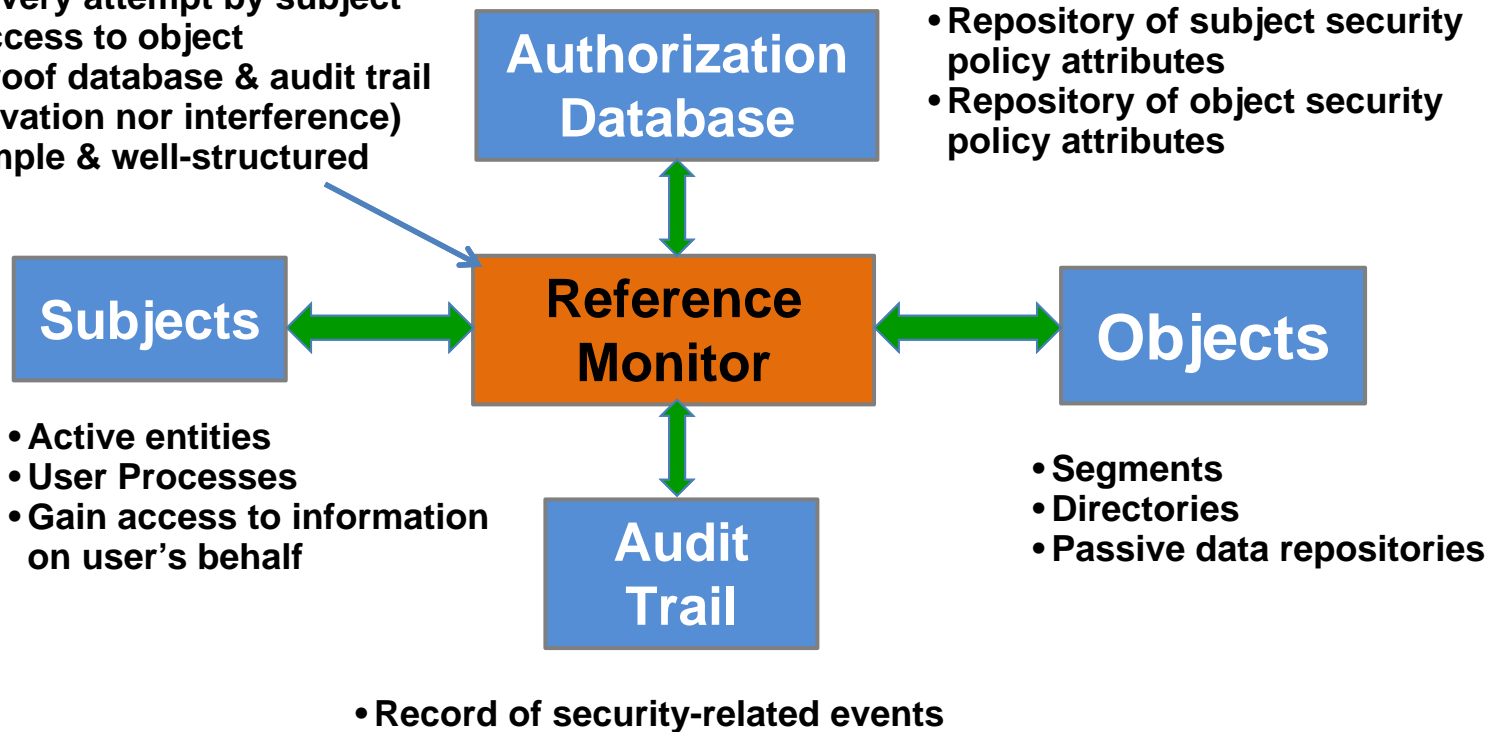 very attempt by subject
ccess to object
oof database & audit trail
vation nor interference)
mple & well-structured
Authorization
Database
• Repository of subject security
policy attributes
• Repository of object security
policy attributes
Subjects
Reference
Monitor
Objects
• Active entities
• User Processes
• Gain access to information
on user’s behalf
• Segments
• Directories
• Passive data repositories
Audit
Trail
• Record of security-related events